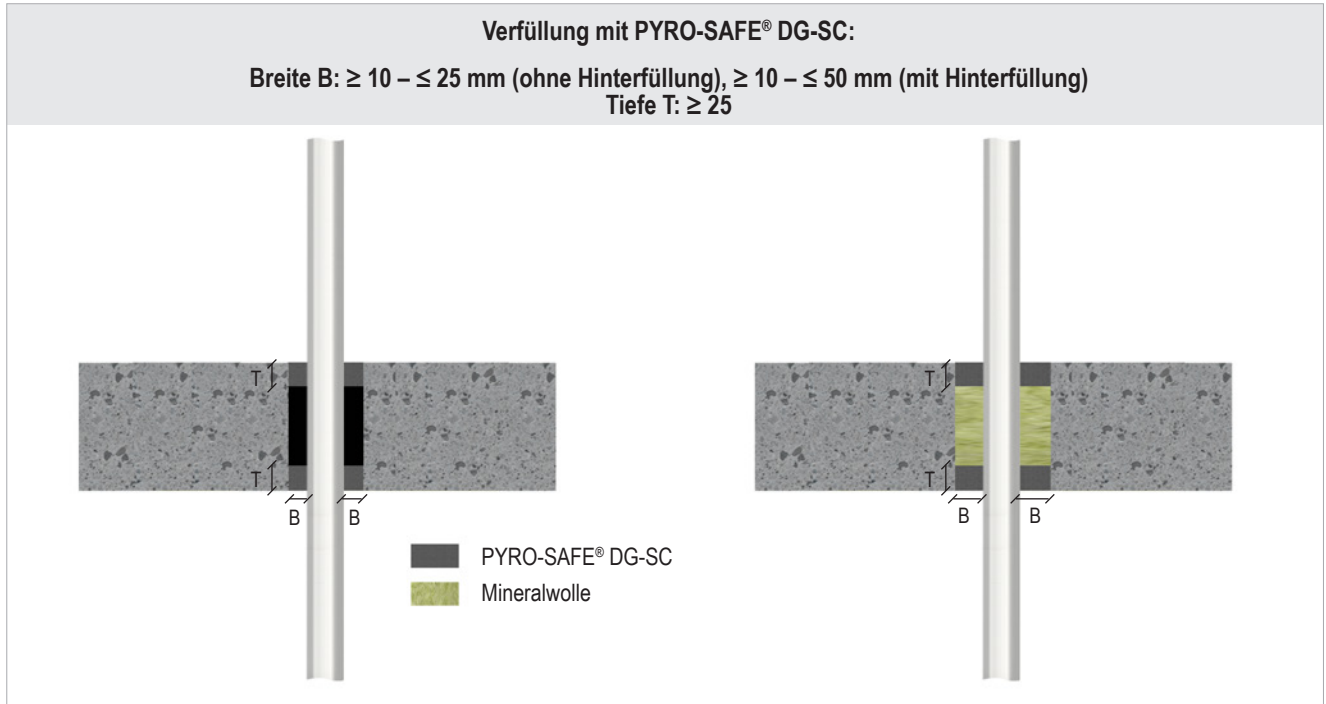 Verfüllung mit PYRO-SAFE® DG-SC:
Breite B: ≥ 10 – ≤ 25 mm (ohne Hinterfüllung), ≥ 10 – ≤ 50 mm (mit Hinterfüllung)
Tiefe T: ≥ 25
T
T
B B
T
T
B B
PYRO-SAFE® DG-SC
Mineralwolle